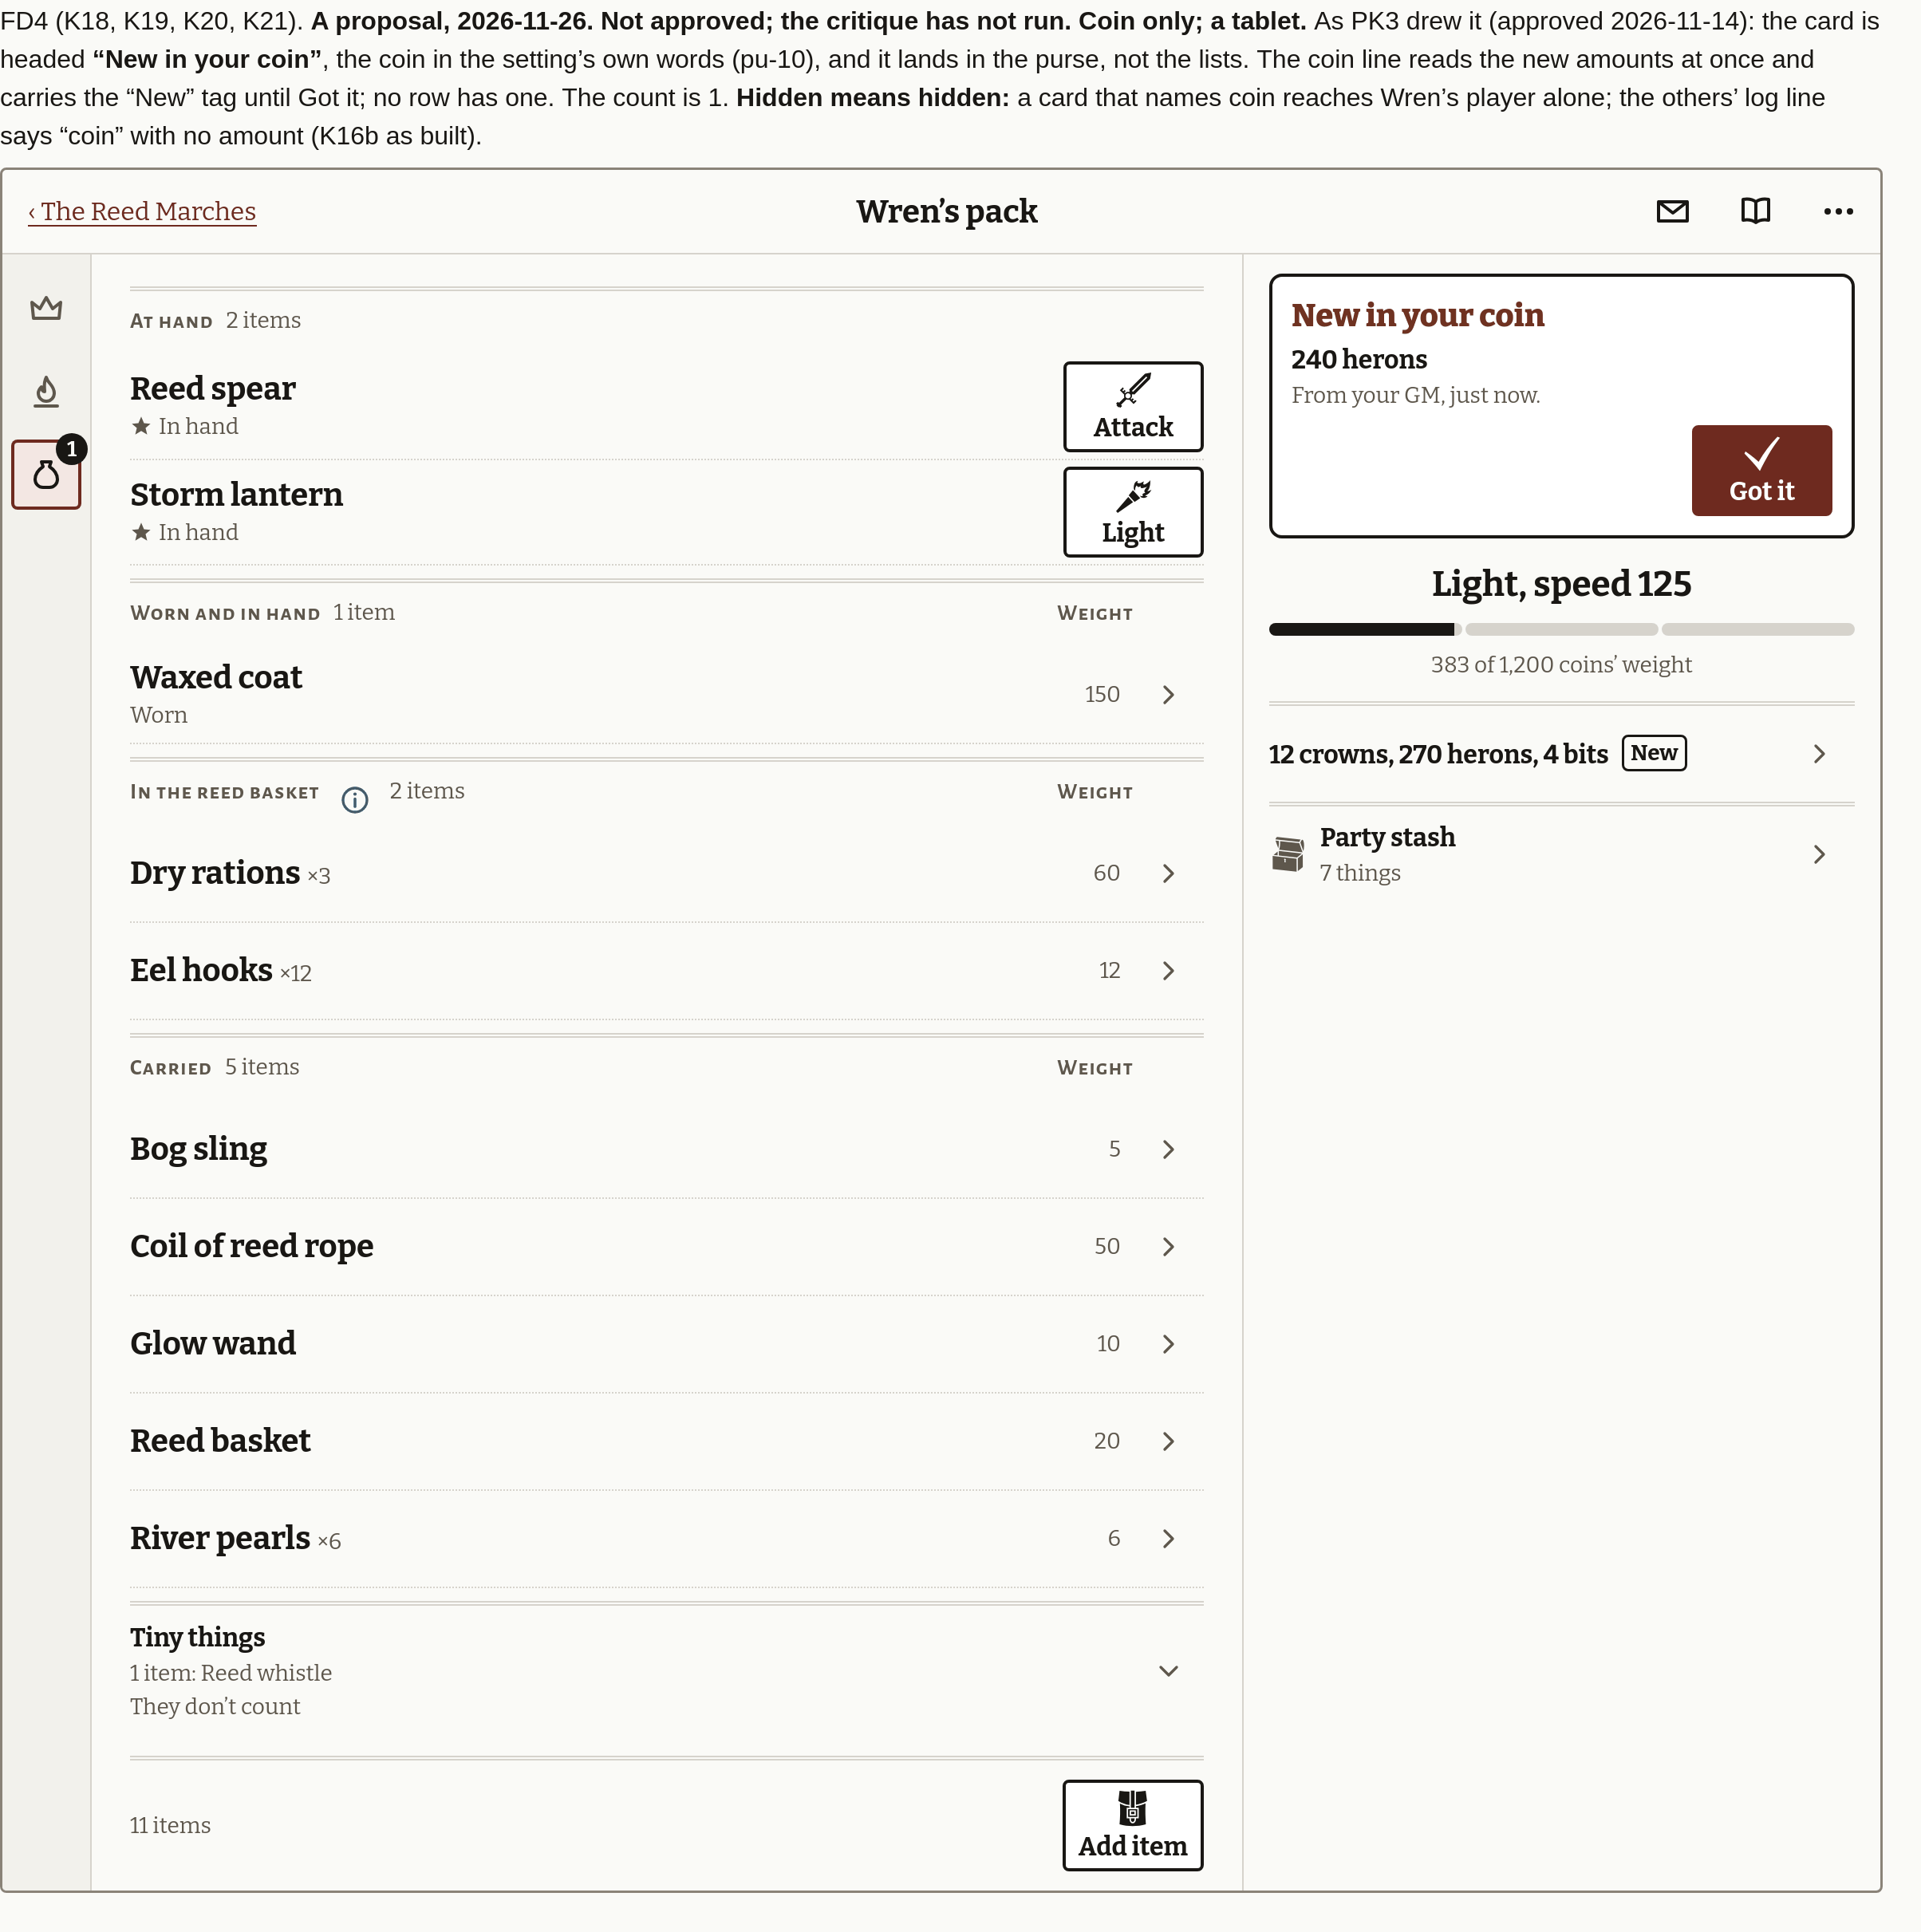 FD4 (K18, K19, K20, K21). A proposal, 2026-11-26. Not approved; the critique has not run. Coin only; a tablet. As PK3 drew it (approved 2026-11-14): the card is
headed “New in your coin”, the coin in the setting’s own words (pu-10), and it lands in the purse, not the lists. The coin line reads the new amounts at once and
carries the “New” tag until Got it; no row has one. The count is 1. Hidden means hidden: a card that names coin reaches Wren’s player alone; the others’ log line
says “coin” with no amount (K16b as built).
‹ The Reed Marches
Wren’s pack
1
At hand 2 items
Reed spear
In hand
Attack
Storm lantern
In hand
Light
Worn and in hand 1 item Weight
Waxed coat
Worn
150
In the reed basket 2 items Weight
Dry rations ×3 60
Eel hooks ×12 12
Carried 5 items Weight
Bog sling 5
Coil of reed rope 50
Glow wand 10
Reed basket 20
River pearls ×6 6
Tiny things
1 item: Reed whistle
They don’t count
11 items
Add item
New in your coin
240 herons
From your GM, just now.
Got it
Light, speed 125
383 of 1,200 coins’ weight
12 crowns, 270 herons, 4 bits New
Party stash
7 things